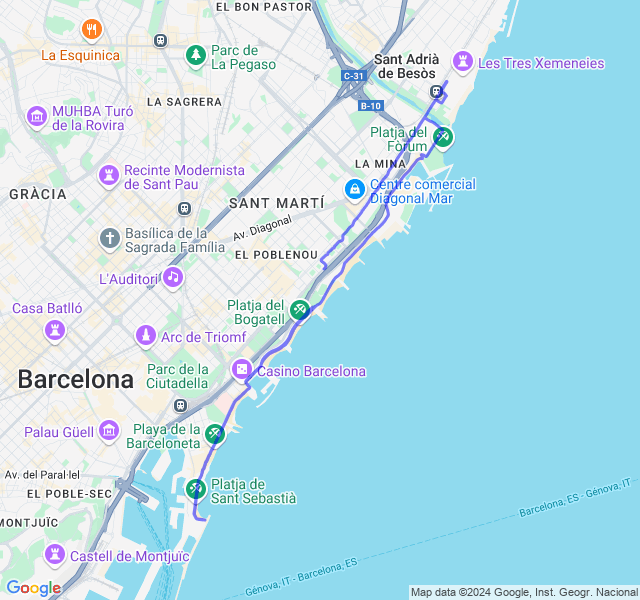 EL BON PASTOR
La Esquinica
Parc de
La Pegaso
Sant Adrià
de Besòs
Les Tres Xemeneies
C-31
B-10
LA SAGRERA
MUHBA Turó
de la Rovira
Platja del
Fòrum
LA MINA
Recinte Modernista
de Sant Pau
GRÀCIA
Centre comercial
Diagonal Mar
SANT MARTÍ
Av. Diagonal
Basílica de la
Sagrada Família
EL POBLENOU
L'Auditori
Casa Batlló
Platja del
Bogatell
Arc de Triomf
Parc de la
Ciutadella
Casino Barcelona
Barcelona
Palau Güell
Playa de la
Barceloneta
Av. del Paral·lel
EL POBLE-SEC
Platja de
Sant Sebastià
MONTJUÏC
Castell de Montjuïc
Barcelona, ES - Gènova, IT
Gènova, IT - Barcelona, ES
Google
Map data ©2024 Google, Inst. Geogr. Nacional